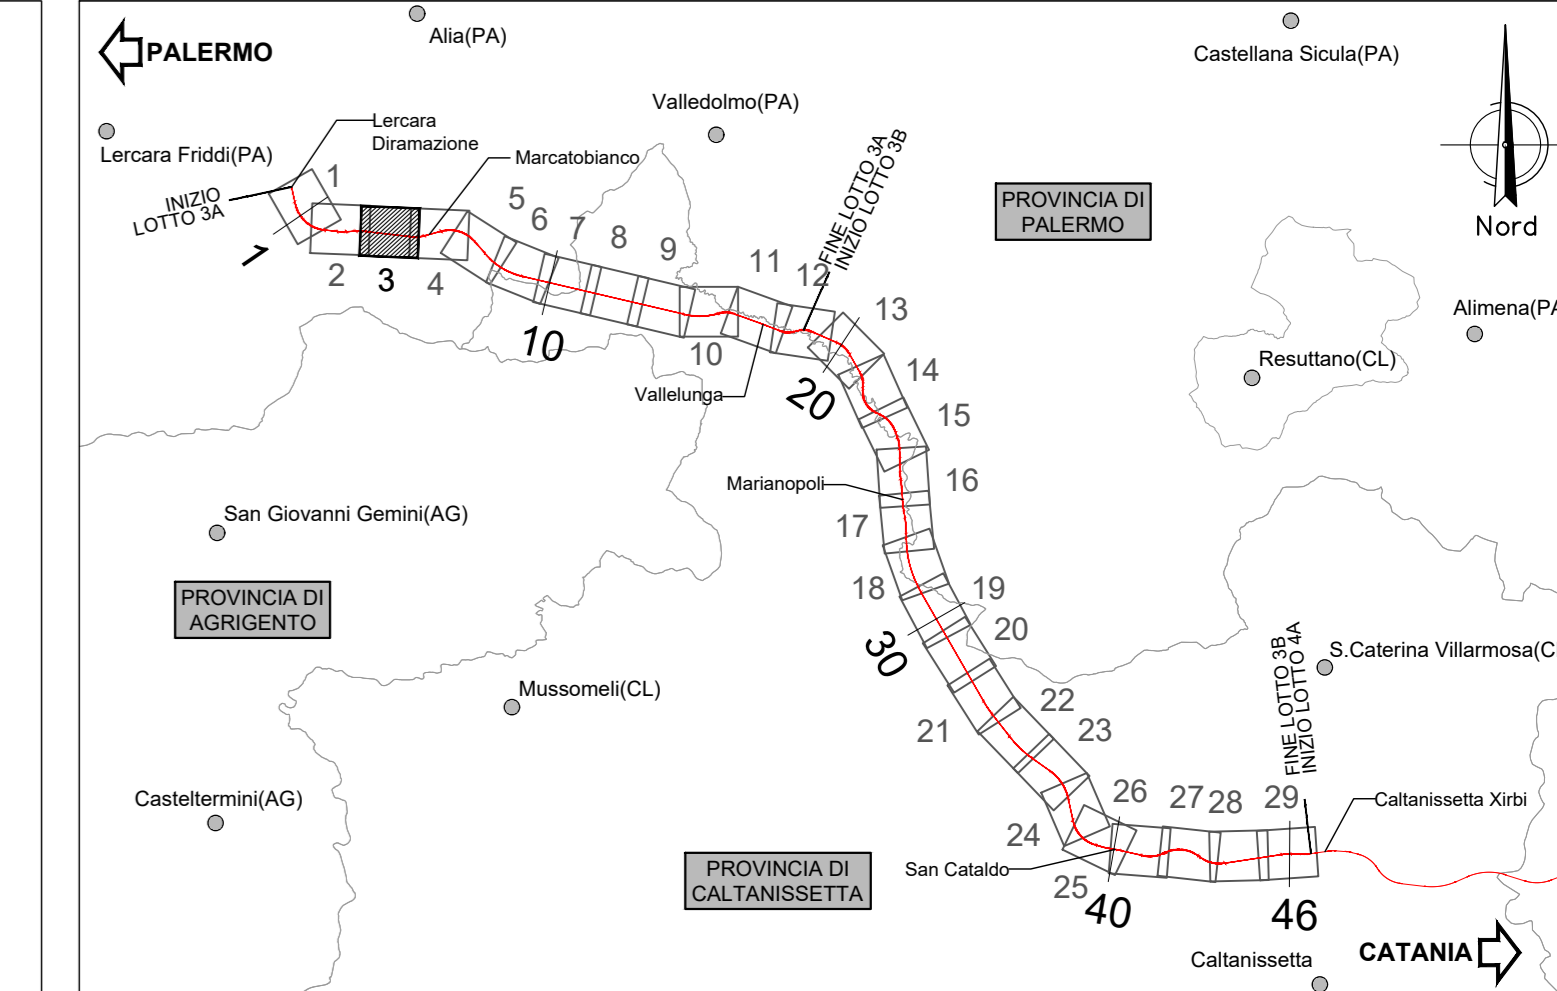 Alia(PA)
PALERMO
Castellana Sicula(PA)
Valledolmo(PA)
Lercara
Diramazione
Lercara Friddi(PA)
Marcatobianco
INIZIO
LOTTO 3A
FINE LOTTO 3A
INIZIO LOTTO 3B
PROVINCIA DI
PALERMO
Nord
1
1
2
3
4
5
6
7
8
9
10
10
11
12
13
Alimena(PA
Resuttano(CL)
Vallelunga
20
14
15
Marianopoli
16
17
San Giovanni Gemini(AG)
PROVINCIA DI
AGRIGENTO
18
19
20
30
FINE LOTTO 3B
INIZIO LOTTO 4A
S.Caterina Villarmosa(C
Mussomeli(CL)
21
22
23
Casteltermini(AG)
24
25
26
27
28
29
Caltanissetta Xirbi
San Cataldo
PROVINCIA DI
CALTANISSETTA
40
46
Caltanissetta
CATANIA